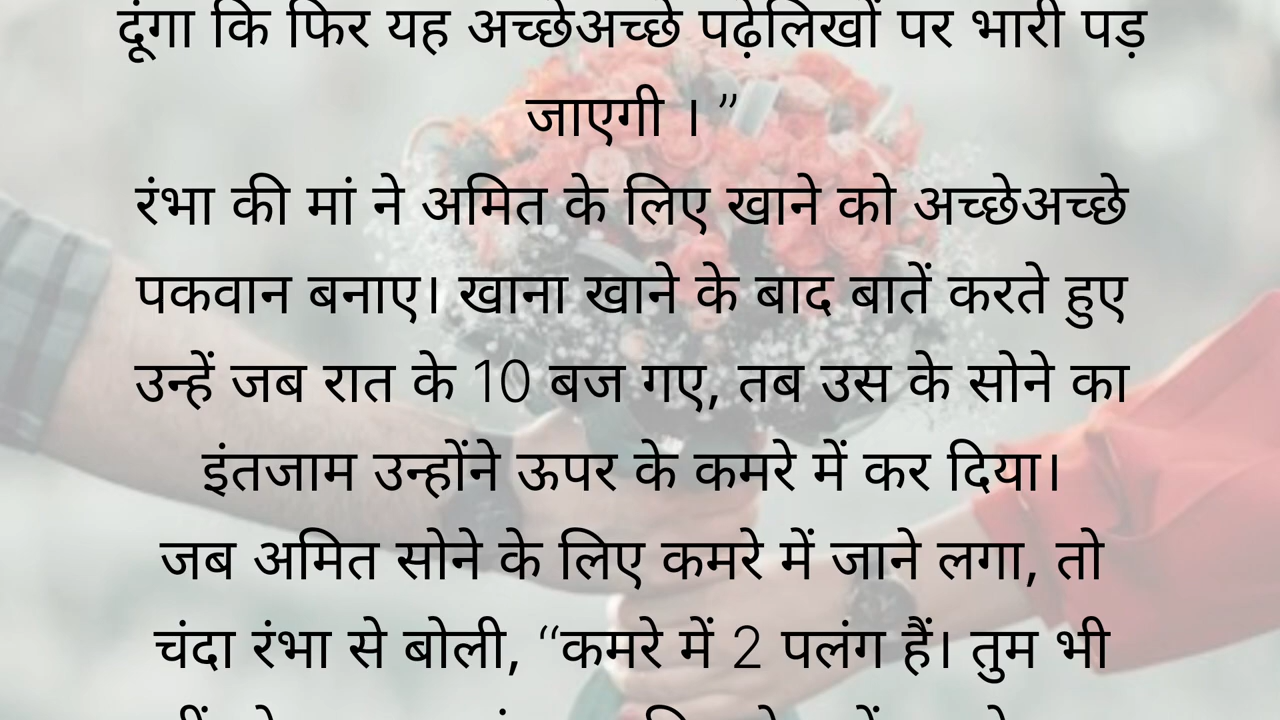 दूंगा कि फिर यह अच्छेअच्छे पढ़ेलिखों पर भारी पड़
जाएगी । ”
रंभा की मां ने अमित के लिए खाने को अच्छेअच्छे
पकवान बनाए। खाना खाने के बाद बातें करते हुए
उन्हें जब रात के 10 बज गए, तब उस के सोने का
इंतजाम उन्होंने ऊपर के कमरे में कर दिया।
जब अमित सोने के लिए कमरे में जाने लगा, तो
चंदा रंभा से बोली, “कमरे में 2 पलंग हैं। तुम भी